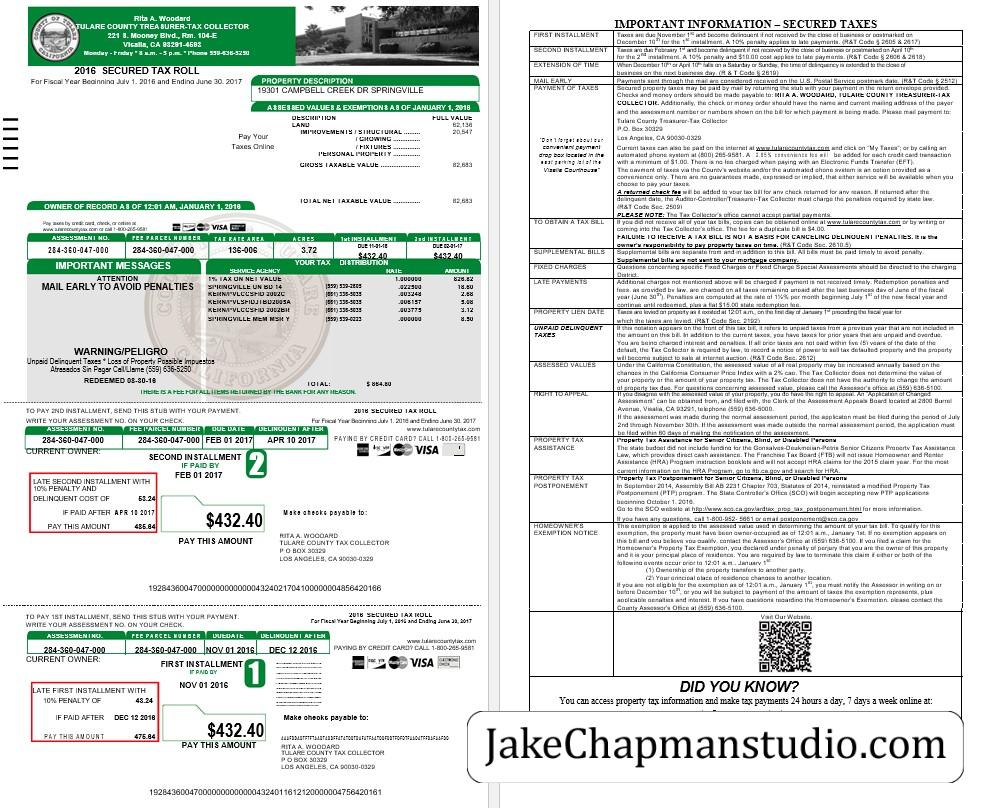 Rita A. Woodard
TULARE COUNTY TREASURER-TAX COLLECTOR
221 S. Mooney Blvd., Rm. 104-E
Visalia, CA 93291-4593
Monday - Friday * 8 a.m. - 5 p.m. * Phone 559-636-5250
2016 SECURED TAX ROLL
For Fiscal Year Beginning July 1, 2016 and Ending June 30, 2017
PROPERTY DESCRIPTION
19301 CAMPBELL CREEK DR SPRINGVILLE
ASSESSED VALUES & EXEMPTIONS AS OF JANUARY 1, 2016
DESCRIPTION FULL VALUE
LAND 62,136
IMPROVEMENTS / STRUCTURAL .......... 20,547
/ GROWING ..........
/ FIXTURES ..........
PERSONAL PROPERTY ..........
Pay Your
Taxes Online
GROSS TAXABLE VALUE .......... 82,683
TOTAL NET TAXABLE VALUE .......... 82,683
OWNER OF RECORD AS OF 12:01 AM, JANUARY 1, 2016
Pay taxes by credit card, check, or online at
www.tularecountytax.com or call 1-800-265-9581
VISA
ASSESSMENT NO. FEE PARCEL NUMBER TAX RATE AREA ACRES 1st INSTALLMENT 2nd INSTALLMENT
284-360-047-000 284-360-047-000 136-006 3.72 DUE 11-01-16 DUE 02-01-17
$432.40 $432.40
IMPORTANT MESSAGES
YOUR TAX DISTRIBUTION
SERVICE AGENCY RATE AMOUNT
ATTENTION
MAIL EARLY TO AVOID PENALTIES
1% TAX ON NET VALUE 1.000000 826.82
SPRINGVILLE UN BD 14 (559) 539-2605 .022500 18.60
KERN/PVLCCSFID 2002C (661) 336-5035 .003248 2.68
KERN/PVLSPJDJTBD2005A (661) 336-5035 .006157 5.08
KERN/PVLCCSFID 2002BR (661) 336-5035 .003775 3.12
SPRINGVILLE MEM MSR Y (559) 539-0223 .000000 8.50
WARNING/PELIGRO
Unpaid Delinquent Taxes * Loss of Property Possible Impuestos
Atrasados Sin Pagar Call/Llame (559) 636-5250
REDEEMED 08-30-16
TOTAL: $ 864.80
THERE IS A FEE FOR ALL ITEMS RETURNED BY THE BANK FOR ANY REASON.
TO PAY 2ND INSTALLMENT, SEND THIS STUB WITH YOUR PAYMENT.
WRITE YOUR ASSESSMENT NO. ON YOUR CHECK.
2016 SECURED TAX ROLL
For Fiscal Year Beginning July 1, 2016 and Ending June 30, 2017
ASSESSMENT NO. FEE PARCEL NUMBER DUE DATE DELINQUENT AFTER
284-360-047-000 284-360-047-000 FEB 01 2017 APR 10 2017
www.tularecountytax.com
PAYING BY CREDIT CARD? CALL 1-800-265-9581
CURRENT OWNER:
SECOND INSTALLMENT
IF PAID BY
FEB 01 2017
2
VISA
LATE SECOND INSTALLMENT WITH
10% PENALTY AND
DELINQUENT COST OF 53.24
IF PAID AFTER APR 10 2017
PAY THIS AMOUNT 485.64
$432.40
PAY THIS AMOUNT
Make checks payable to:
RITA A. WOODARD
TULARE COUNTY TAX COLLECTOR
P O BOX 30329
LOS ANGELES, CA 90030-0329
TO PAY 1ST INSTALLMENT, SEND THIS STUB WITH YOUR PAYMENT.
WRITE YOUR ASSESSMENT NO. ON YOUR CHECK.
2016 SECURED TAX ROLL
For Fiscal Year Beginning July 1, 2016 and Ending June 30, 2017
ASSESSMENT NO. FEE PARCEL NUMBER DUE DATE DELINQUENT AFTER
284-360-047-000 284-360-047-000 NOV 01 2016 DEC 12 2016
www.tularecountytax.com
PAYING BY CREDIT CARD? CALL 1-800-265-9581
CURRENT OWNER:
FIRST INSTALLMENT
IF PAID BY
NOV 01 2016
1
VISA
LATE FIRST INSTALLMENT WITH
10% PENALTY OF 43.24
IF PAID AFTER DEC 12 2016
PAY THIS AMOUNT 475.64
$432.40
PAY THIS AMOUNT
Make checks payable to:
RITA A. WOODARD
TULARE COUNTY TAX COLLECTOR
P O BOX 30329
LOS ANGELES, CA 90030-0329
IMPORTANT INFORMATION – SECURED TAXES
FIRST INSTALLMENT Taxes are due November 1st and become delinquent if not received by the close of business or postmarked on
December 10th for the 1st installment. A 10% penalty applies to late payments. (R&T Code § 2605 & 2617)
SECOND INSTALLMENT Taxes are due February 1st and become delinquent if not received by the close of business or postmarked on April 10th
for the 2nd installment. A 10% penalty and $10.00 cost applies to late payments. (R&T Code § 2606 & 2618)
EXTENSION OF TIME When December 10th or April 10th falls on a Saturday or Sunday, the time of delinquency is extended to the close of
business on the next business day. (R & T Code § 2619)
MAIL EARLY Payments sent through the mail are considered received on the U.S. Postal Service postmark date. (R&T Code § 2512)
PAYMENT OF TAXES Secured property taxes may be paid by mail by returning the stub with your payment in the return envelope provided.
Checks and money orders should be made payable to: RITA A. WOODARD, TULARE COUNTY TREASURER-TAX
COLLECTOR. Additionally, the check or money order should have the name and current mailing address of the payor
and the assessment number or numbers shown on the bill for which payment is being made. Please mail payment to:
Tulare County Treasurer-Tax Collector
P.O. Box 30329
Los Angeles, CA 90030-0329
"Don't forget about our
convenient payment
drop box located in the
east parking lot of the
Visalia Courthouse"
Current taxes can also be paid on the internet at www.tularecountytax.com and click on "My Taxes"; or by calling an
automated phone system at (800) 265-9581. A 2.35% convenience fee will be added for each credit card transaction
with a minimum of $1.00. There is no fee charged when paying with an Electronic Funds Transfer (EFT).
The payment of taxes via the County's website and/or the automated phone system is an option provided as a
convenience only. There are no guarantees made, expressed or implied, that either service will be available when you
choose to pay your taxes.
A returned check fee will be added to your tax bill for any check returned for any reason. If returned after the
delinquent date, the Auditor-Controller/Treasurer-Tax Collector must charge the penalties required by state law.
(R&T Code Sec. 2509)
PLEASE NOTE: The Tax Collector's office cannot accept partial payments.
TO OBTAIN A TAX BILL If you did not receive all of your tax bills, copies can be obtained online at www.tularecountytax.com or by writing or
coming into the Tax Collector's office. The fee for a duplicate bill is $4.00.
FAILURE TO RECEIVE A TAX BILL IS NOT A BASIS FOR CANCELING DELINQUENT PENALTIES. It is the
owner's responsibility to pay property taxes on time. (R&T Code Sec. 2610.5)
SUPPLEMENTAL BILLS Supplemental bills are separate from and in addition to this bill. All bills must be paid timely to avoid penalty.
Supplemental bills are not sent to your mortgage company.
FIXED CHARGES Questions concerning specific Fixed Charges or Fixed Charge Special Assessments should be directed to the charging
District.
LATE PAYMENTS Additional charges not mentioned above will be charged if payment is not received timely. Redemption penalties and
fees, as provided by law, are charged on all taxes remaining unpaid after the last business day of June of the fiscal
year (June 30th). Penalties are computed at the rate of 1½% per month beginning July 1st of the new fiscal year and
continue until redeemed, plus a flat $15.00 state redemption fee.
PROPERTY LIEN DATE Taxes are levied on property as it existed at 12:01 a.m., on the first day of January 1st preceding the fiscal year for
which the taxes are levied. (R&T Code Sec. 2192)
UNPAID DELINQUENT TAXES If this notation appears on the front of this tax bill, it refers to unpaid taxes from a previous year that are not included in
the amount on this bill. In addition to the current taxes, you have taxes for prior years that are unpaid and overdue.
You are being charged interest and penalties. If all prior taxes are not paid within five (5) years of the date of the
default, the Tax Collector is required by law, to record a notice of power to sell tax defaulted property and the property
will become subject to sale at internet auction. (R&T Code Sec. 2612)
ASSESSED VALUES Under the California Constitution, the assessed value of all real property may be increased annually based on the
changes in the California Consumer Price Index with a 2% cap. The Tax Collector does not determine the value of
your property or the amount of your property tax. The Tax Collector does not have the authority to change the amount
of property tax due. For questions concerning assessed value, please call the Assessor's office at (559) 636-5100.
RIGHT TO APPEAL If you disagree with the assessed value of your property, you do have the right of appeal. An "Application of Changed
Assessment" can be obtained from, and filed with, the Clerk of the Assessment Appeals Board located at 2800 Burrel
Avenue, Visalia, CA 93291, telephone (559) 636-5000.
If the assessment was made during the normal assessment period, the application must be filed during the period of July
2nd through November 30th. If the assessment was made outside the normal assessment period, the application must
be filed within 60 days of mailing the notification of the assessment.
PROPERTY TAX ASSISTANCE Property Tax Assistance for Senior Citizens, Blind, or Disabled Persons
The state budget did not include funding for the Gonsalves-Deukmejian-Petris Senior Citizens Property Tax Assistance
Law, which provides direct cash assistance. The Franchise Tax Board (FTB) will not issue Homeowner and Renter
Assistance (HRA) Program instruction booklets and will not accept HRA claims for the 2015 claim year. For the most
current information on the HRA Program, go to ftb.ca.gov and search for HRA.
PROPERTY TAX POSTPONEMENT Property Tax Postponement for Senior Citizens, Blind, or Disabled Persons
In September 2014, Assembly Bill AB 2231 Chapter 703, Statutes of 2014, reinstated a modified Property Tax
Postponement (PTP) program. The State Controller's Office (SCO) will begin accepting new PTP applications
beginning October 1, 2016.
Go to the SCO website at http://www.sco.ca.gov/ardtax_prop_tax_postponement.html for more information.
If you have any questions, call 1-800-952-5661 or email postponement@sco.ca.gov
HOMEOWNER'S EXEMPTION NOTICE This exemption is applied to the assessed value used in determining the amount of your tax bill. To qualify for this
exemption, the property must have been owner-occupied as of 12:01 a.m., January 1st. If no exemption appears on
this bill and you believe you qualify, contact the Assessor's Office at (559) 636-5100. If you filed a claim for the
Homeowner's Property Tax Exemption, you declared under penalty of perjury that you are the owner of this property
and it is your principal place of residence. You are required by law to terminate this claim if either or both of the
following events occur prior to 12:01 a.m., January 1st
(1) Ownership of the property transfers to another party.
(2) Your principal place of residence changes to another location.
If you are not eligible for the exemption as of 12:01 a.m., January 1st, you must notify the Assessor in writing on or
before December 10th, or you will be subject to payment of the amount of taxes the exemption represents, plus
applicable penalties and interest. If you have questions regarding the Homeowner's Exemption, please contact the
County Assessor's Office at (559) 636-5100.
Visit Our Website.
DID YOU KNOW?
You can access property tax information and make tax payments 24 hours a day, 7 days a week online at:
JakeChapmanstudio.com